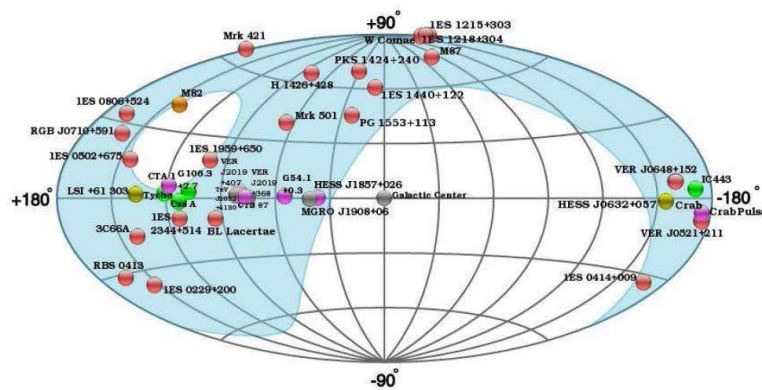 +90°
1ES 1215+303
W Comae
1ES 1218+304
Mrk 421
M87
PKS 1424+240
H 1426+428
M82
1ES 1440+122
1ES 0806+524
Mrk 501
PG 1553+113
RGB J0710+591
1ES 1959+650
1ES 0502+675
VER
J2019
+407
VER
J2019
+368
G106.3
+2.7
CTA 1
G54.1
+0.3
HESS J1857+026
VER J0648+152
IC443
+180°
LSI +61 303
Tycho
Cas A
TeV
J2032
+4130
CTB 87
MGRO J1908+06
Galactic Center
HESS J0632+057
Crab
-180°
Crab Puls
1ES
2344+514
BL Lacertae
3C66A
VER J0521+211
RBS 0413
1ES 0229+200
1ES 0414+009
-90°